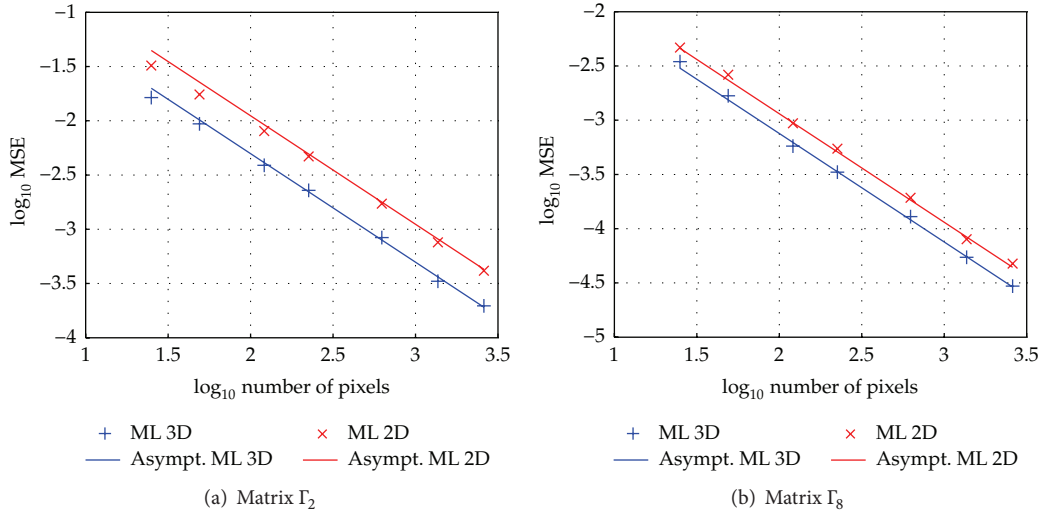 −1
−1.5
−2
−2.5
−3
−3.5
−4
log10 MSE
1 1.5 2 2.5 3 3.5
log10 number of pixels
ML 3D ML 2D
Asympt. ML 3D Asympt. ML 2D
(a) Matrix Γ2
−2
−2.5
−3
−3.5
−4
−4.5
−5
log10 MSE
1 1.5 2 2.5 3 3.5
log10 number of pixels
ML 3D ML 2D
Asympt. ML 3D Asympt. ML 2D
(b) Matrix Γ8